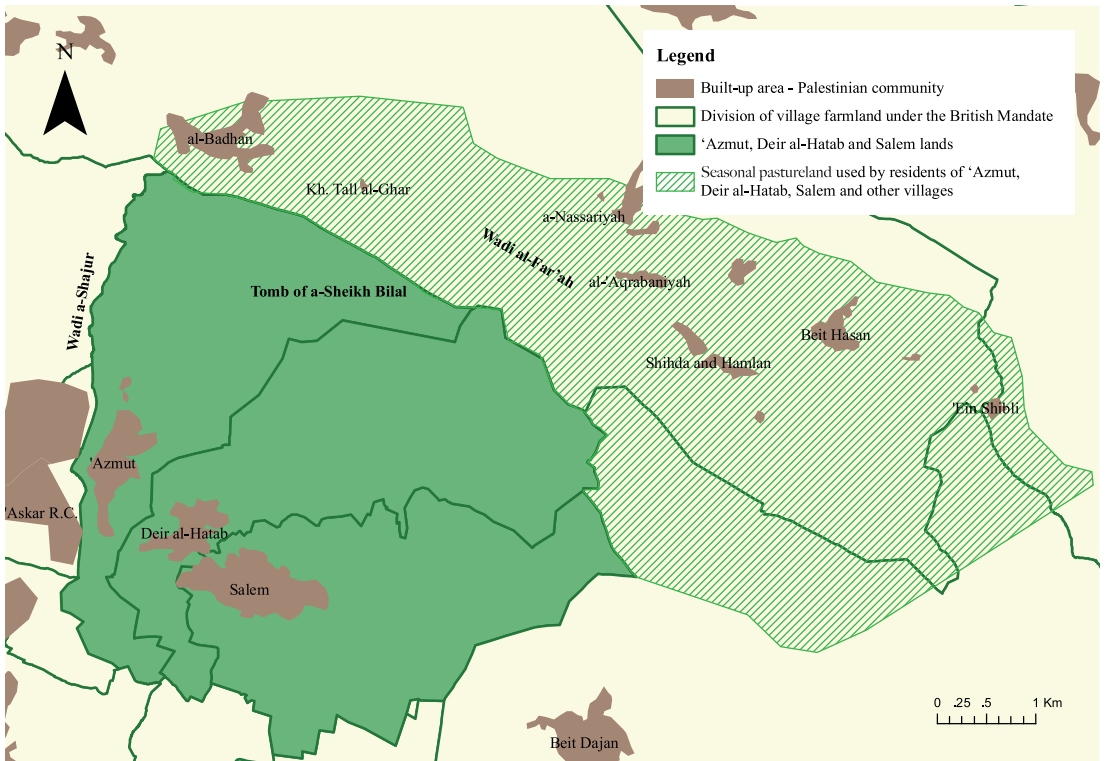 N
Legend
Built-up area - Palestinian community
Division of village farmland under the British Mandate
‘Azmut, Deir al-Hatab and Salem lands
Seasonal pastureland used by residents of ‘Azmut,
Deir al-Hatab, Salem and other villages
al-Badhan
Kh. Tall al-Ghar
a-Nassariyah
Wadi al-Far’ah
al-'Aqrabaniyah
Wadi a-Shajur
Tomb of a-Sheikh Bilal
Beit Hasan
Shihda and Hamlan
'Ein Shibli
'Azmut
'Askar R.C.
Deir al-Hatab
Salem
Beit Dajan
0 .25 .5 1 Km